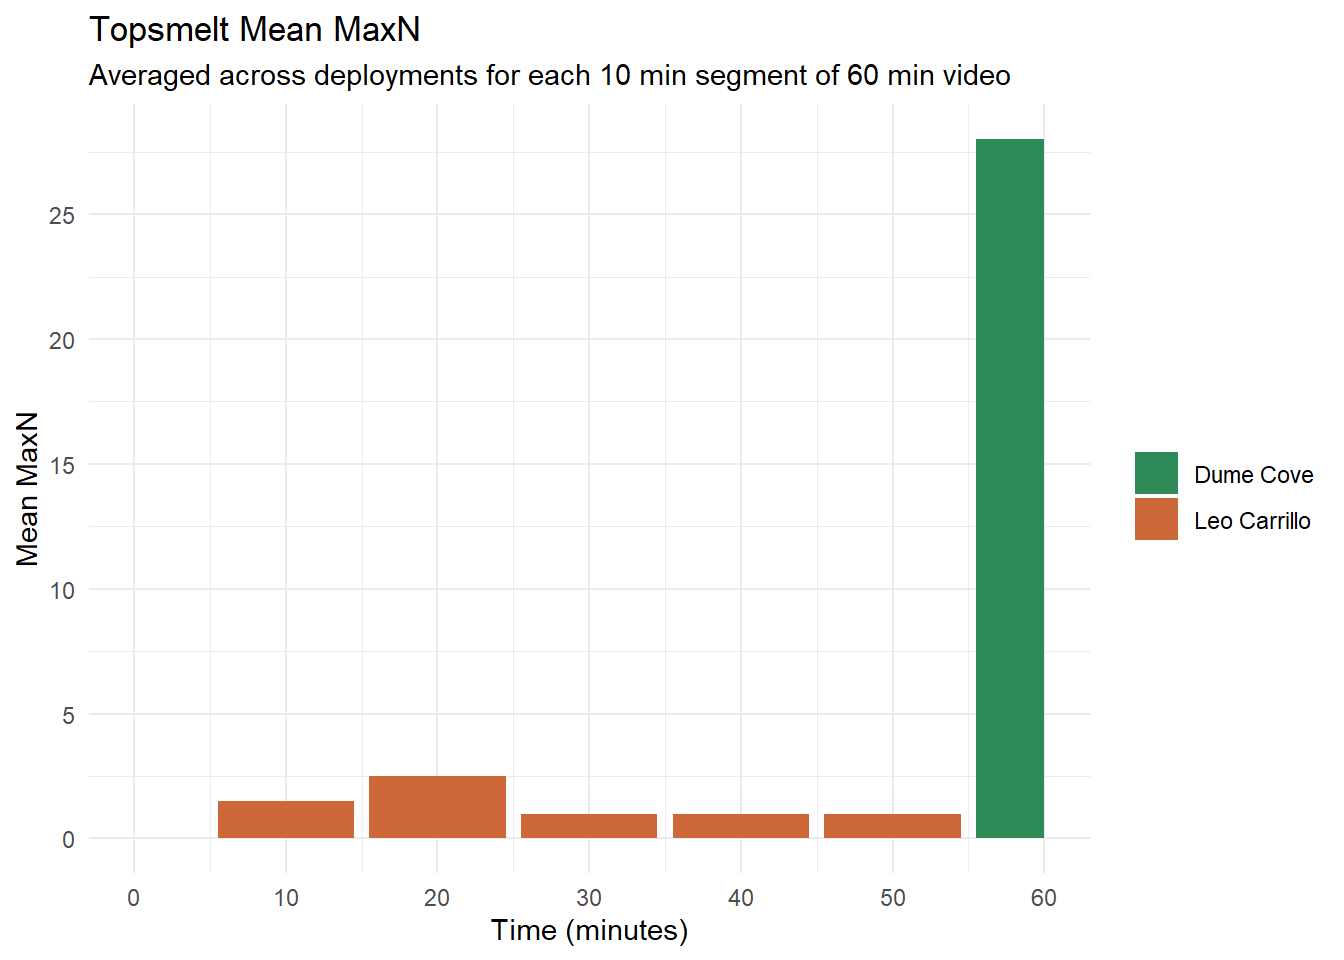 Topsmelt Mean MaxN
Averaged across deployments for each 10 min segment of 60 min video
Mean MaxN
25
20
15
10
5
0
0 10 20 30 40 50 60
Time (minutes)
Dume Cove
Leo Carrillo